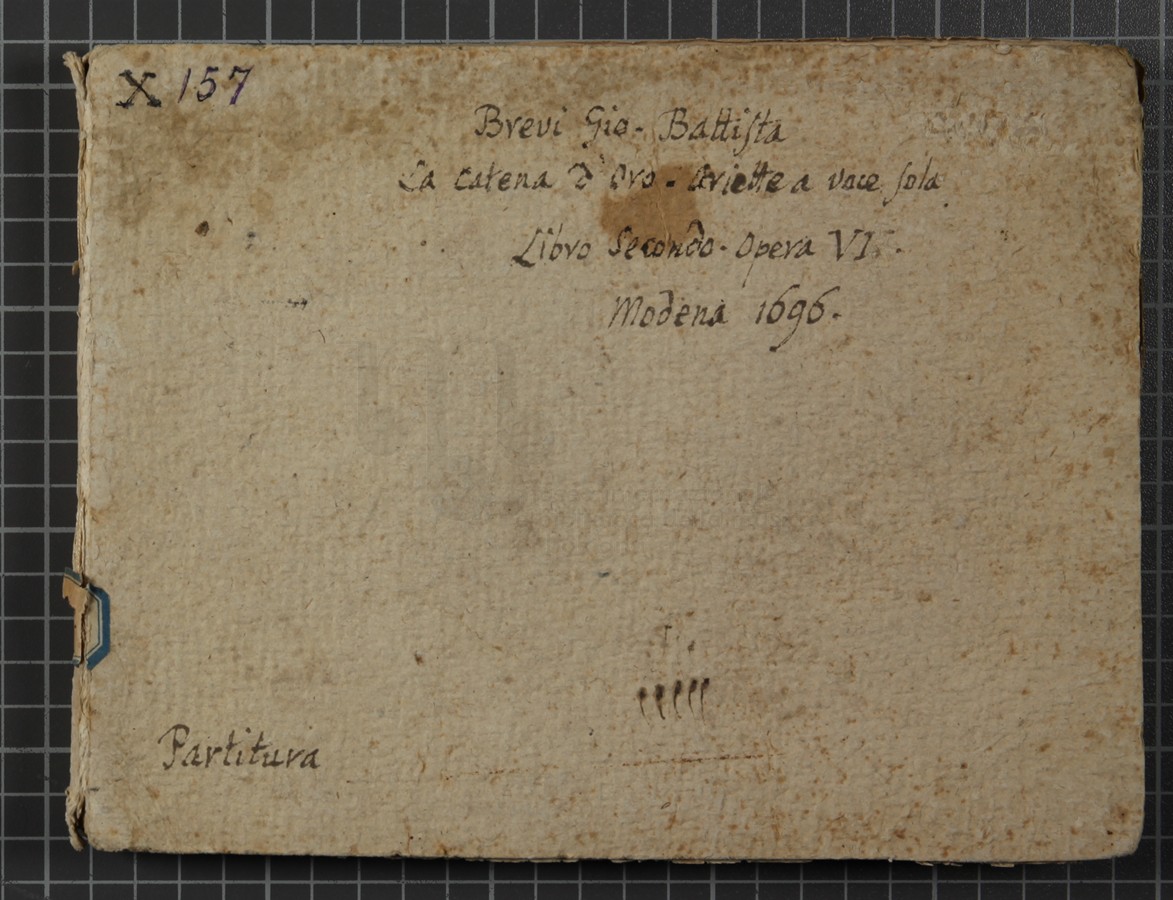 X 157
Brevi Gio. Battista
La catena d'Oro. Ariette a voce sola
Libro Secondo. Opera VI.
Modena 1696.
Partitura